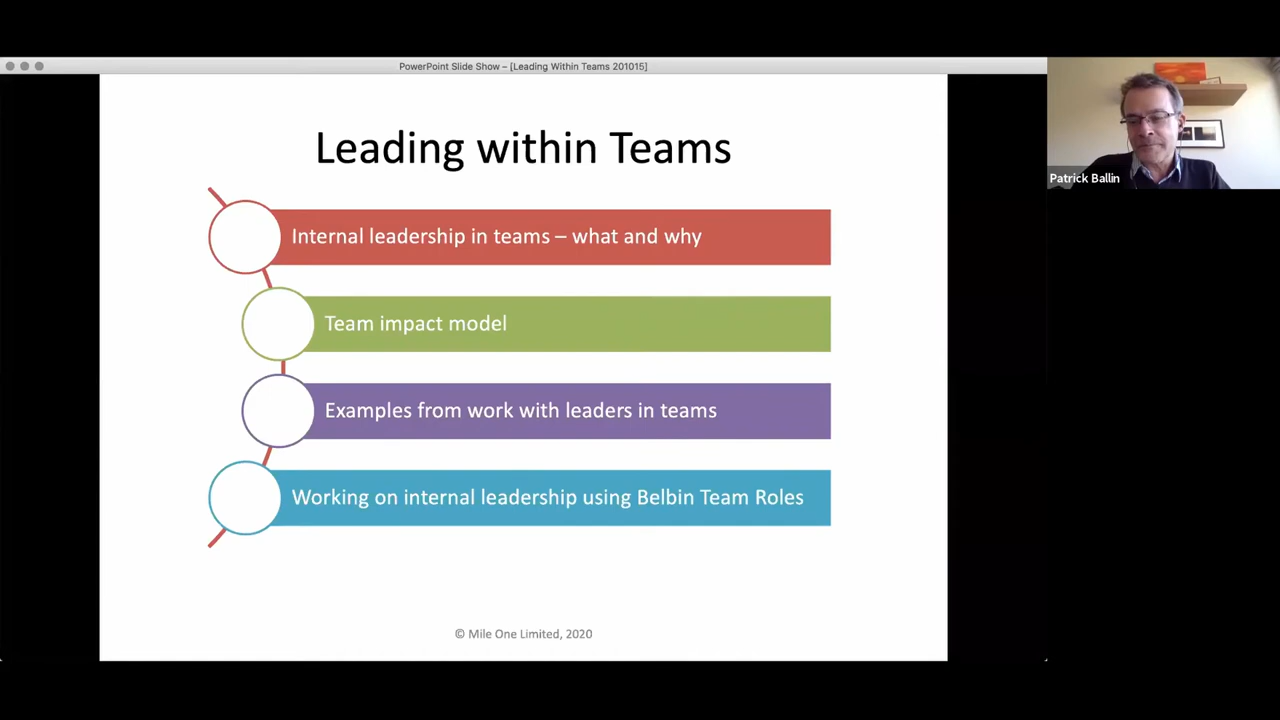 PowerPoint Slide Show – [Leading Within Teams 201015]
Leading within Teams
Internal leadership in teams – what and why
Team impact model
Examples from work with leaders in teams
Working on internal leadership using Belbin Team Roles
© Mile One Limited, 2020
Patrick Ballin